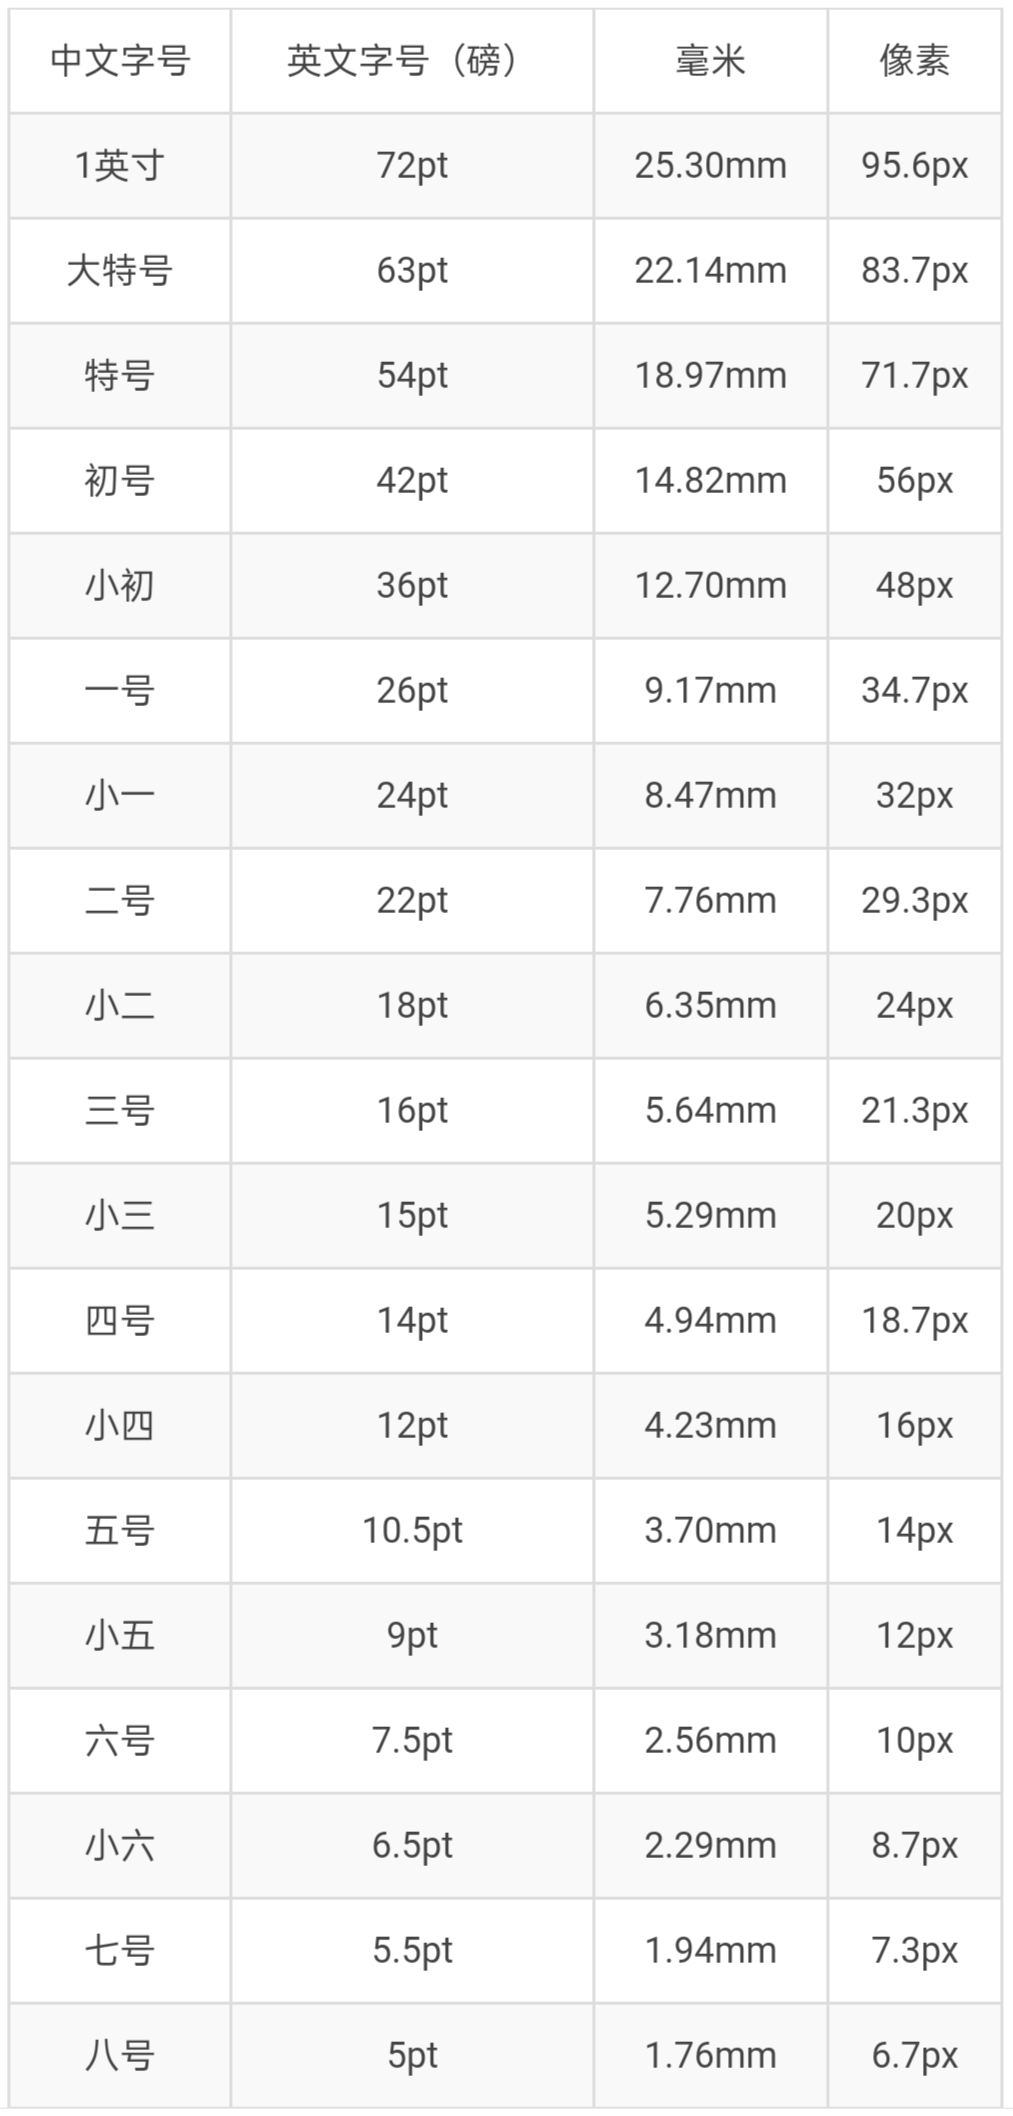 中文字号 英文字号（磅） 毫米 像素
1英寸 72pt 25.30mm 95.6px
大特号 63pt 22.14mm 83.7px
特号 54pt 18.97mm 71.7px
初号 42pt 14.82mm 56px
小初 36pt 12.70mm 48px
一号 26pt 9.17mm 34.7px
小一 24pt 8.47mm 32px
二号 22pt 7.76mm 29.3px
小二 18pt 6.35mm 24px
三号 16pt 5.64mm 21.3px
小三 15pt 5.29mm 20px
四号 14pt 4.94mm 18.7px
小四 12pt 4.23mm 16px
五号 10.5pt 3.70mm 14px
小五 9pt 3.18mm 12px
六号 7.5pt 2.56mm 10px
小六 6.5pt 2.29mm 8.7px
七号 5.5pt 1.94mm 7.3px
八号 5pt 1.76mm 6.7px